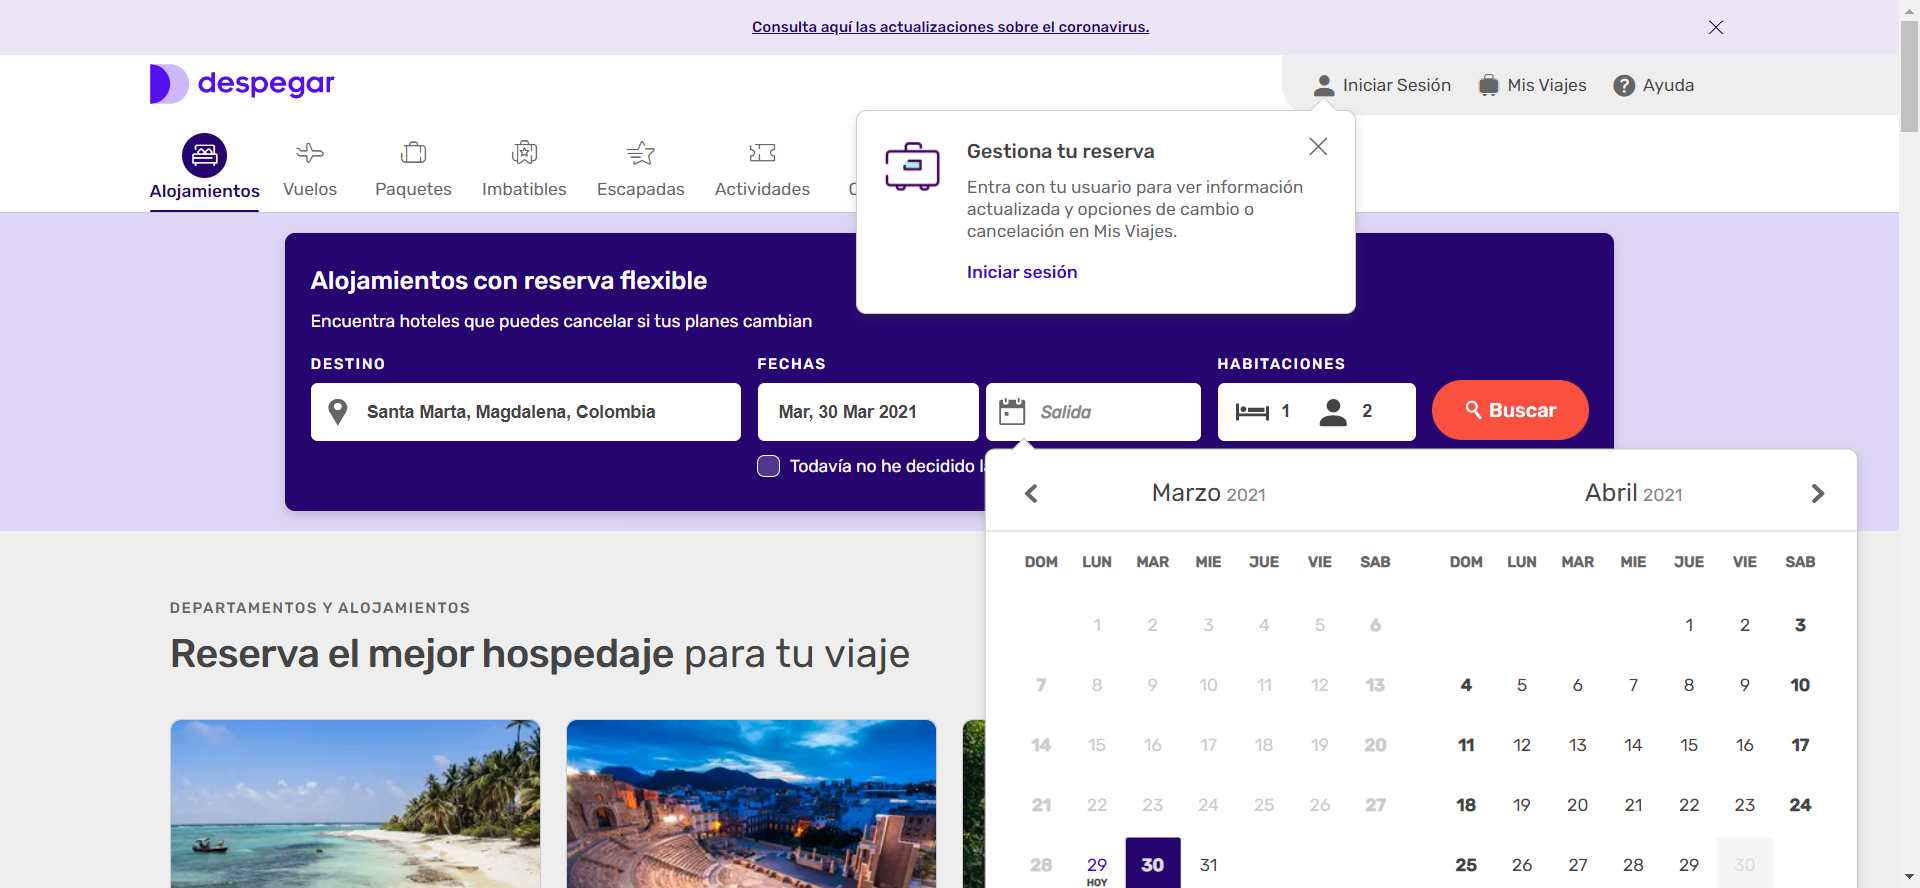 Consulta aquí las actualizaciones sobre el coronavirus.
despegar
Iniciar Sesión
Mis Viajes
Ayuda
Alojamientos
Vuelos
Paquetes
Imbatibles
Escapadas
Actividades
Gestiona tu reserva
Entra con tu usuario para ver información
actualizada y opciones de cambio o
cancelación en Mis Viajes.
Iniciar sesión
Alojamientos con reserva flexible
Encuentra hoteles que puedes cancelar si tus planes cambian
DESTINO
FECHAS
HABITACIONES
Santa Marta, Magdalena, Colombia
Mar, 30 Mar 2021
Salida
1
2
Buscar
Todavía no he decidido
Marzo 2021
DOM LUN MAR MIE JUE VIE SAB
1 2 3 4 5 6
7 8 9 10 11 12 13
14 15 16 17 18 19 20
21 22 23 24 25 26 27
28 29 30 31
HOY
Abril 2021
DOM LUN MAR MIE JUE VIE SAB
1 2 3
4 5 6 7 8 9 10
11 12 13 14 15 16 17
18 19 20 21 22 23 24
25 26 27 28 29 30
DEPARTAMENTOS Y ALOJAMIENTOS
Reserva el mejor hospedaje para tu viaje